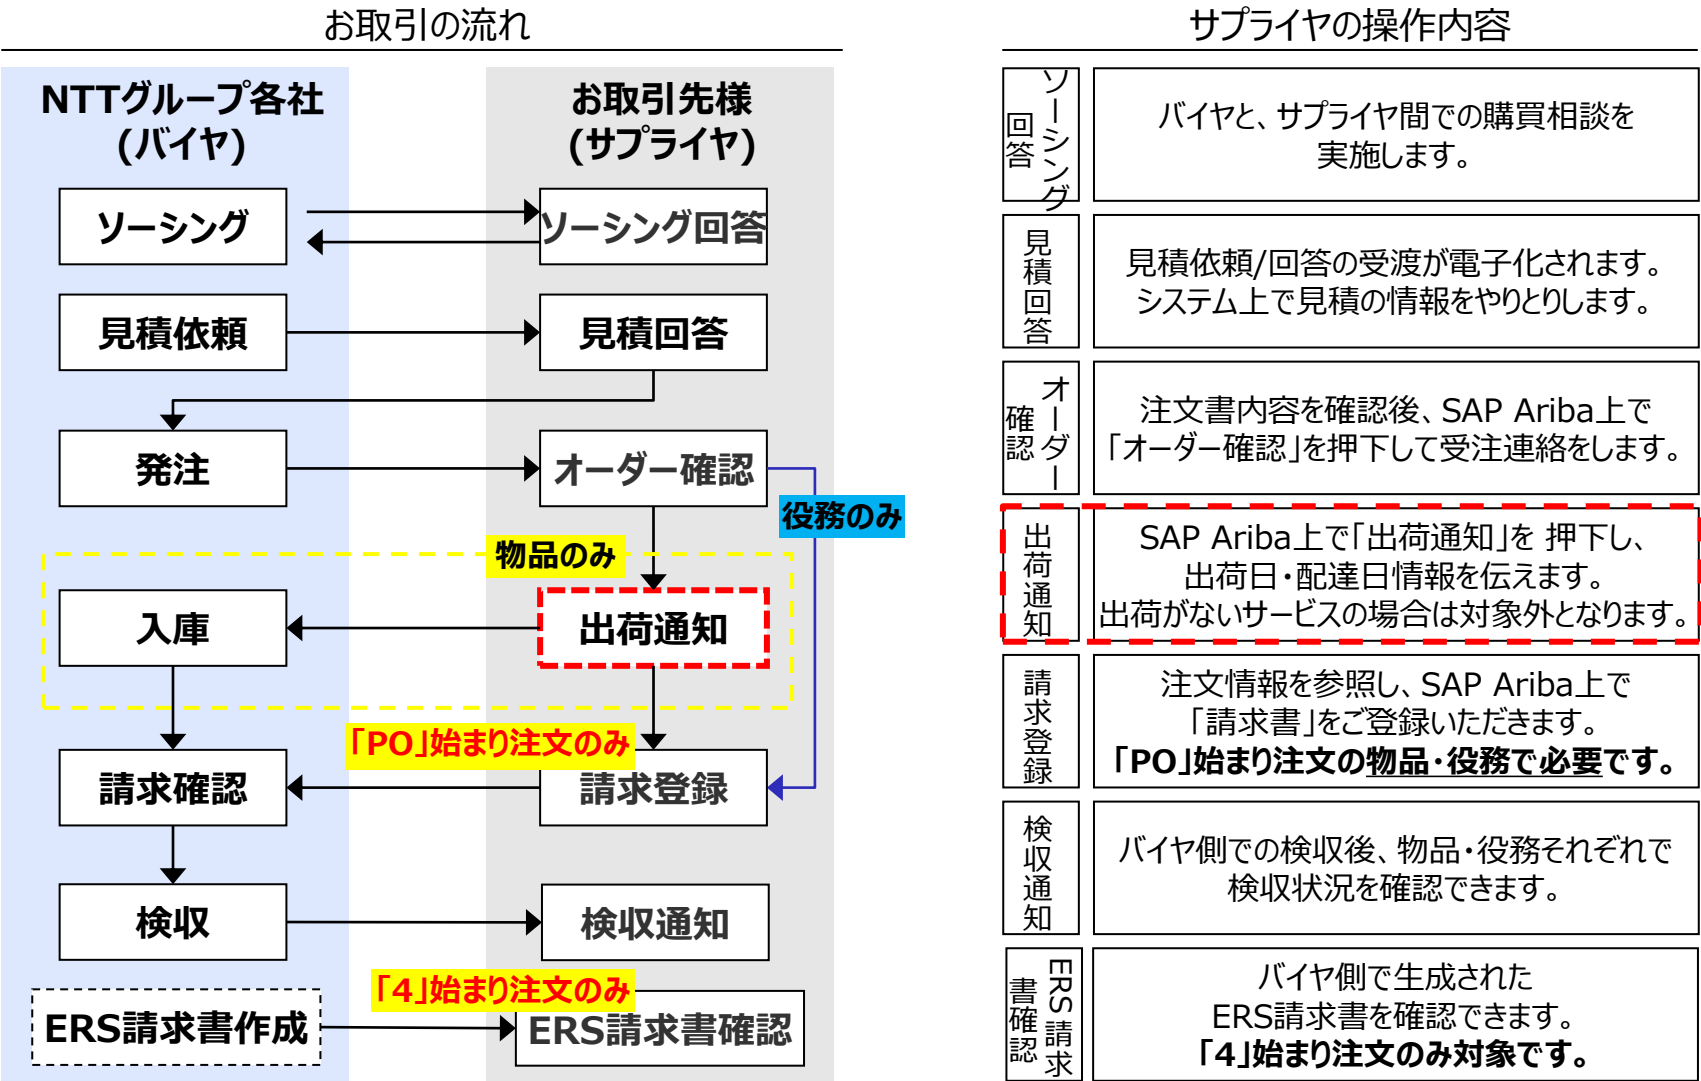 お取引の流れ
NTTグループ各社
(バイヤ)
お取引先様
(サプライヤ)
ソーシング
ソーシング回答
見積依頼
見積回答
発注
オーダー確認
役務のみ
物品のみ
入庫
出荷通知
「PO」始まり注文のみ
請求確認
請求登録
検収
検収通知
「4」始まり注文のみ
ERS請求書作成
ERS請求書確認
サプライヤの操作内容
ソーシング
回答
バイヤと、サプライヤ間での購買相談を
実施します。
見積回答
見積依頼/回答の受渡が電子化されます。
システム上で見積の情報をやりとりします。
オーダー
確認
注文書内容を確認後、SAP Ariba上で
「オーダー確認」を押下して受注連絡をします。
出荷通知
SAP Ariba上で「出荷通知」を 押下し、
出荷日・配達日情報を伝えます。
出荷がないサービスの場合は対象外となります。
請求登録
注文情報を参照し、SAP Ariba上で
「請求書」をご登録いただきます。
「PO」始まり注文の物品・役務で必要です。
検収通知
バイヤ側での検収後、物品・役務それぞれで
検収状況を確認できます。
ERS請求
書確認
バイヤ側で生成された
ERS請求書を確認できます。
「4」始まり注文のみ対象です。